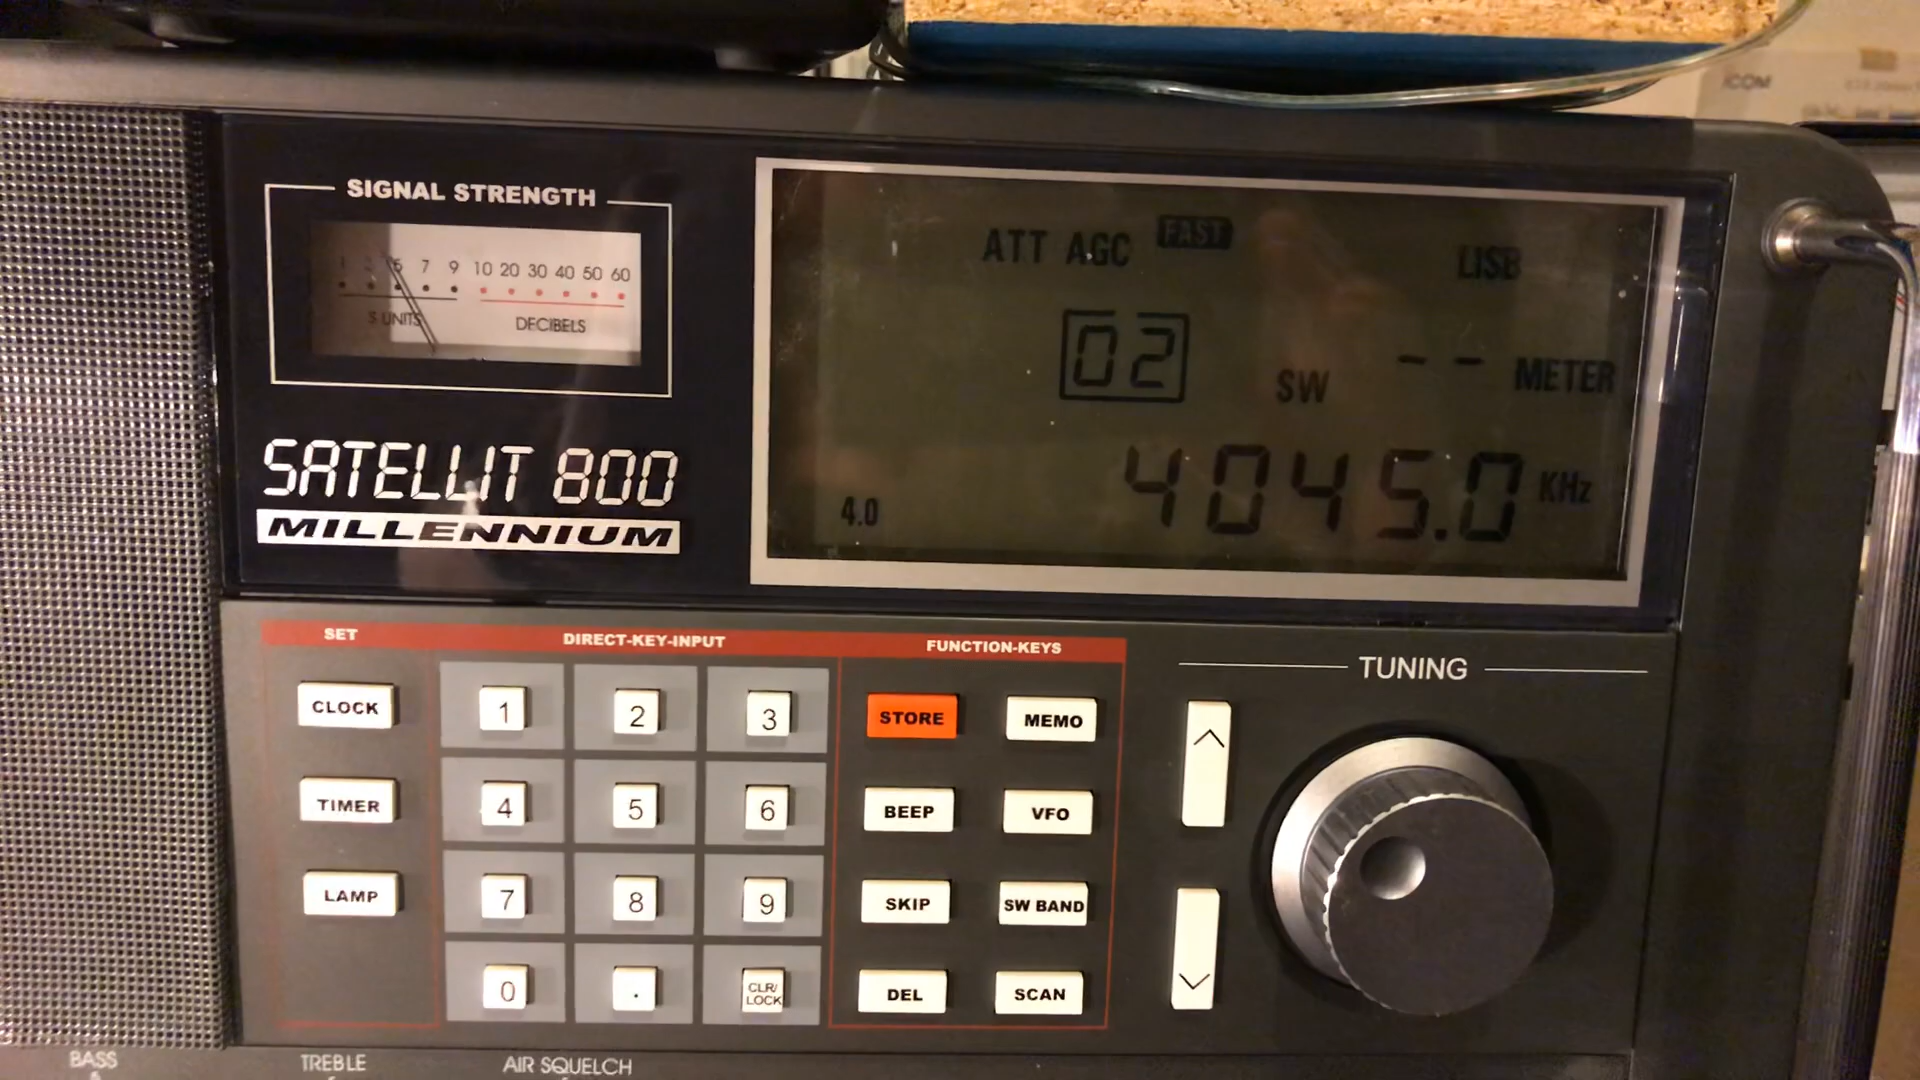 ICOM
SIGNAL STRENGTH
1 3 5 7 9 10 20 30 40 50 60
S UNITS DECIBELS
SATELLIT 800
MILLENNIUM
ATT AGC FAST
02 SW -- METER
4.0 4045.0 KHz
SET DIRECT-KEY-INPUT FUNCTION-KEYS
TUNING
CLOCK 1 2 3 STORE MEMO
TIMER 4 5 6 BEEP VFO
LAMP 7 8 9 SKIP SW BAND
0 . CLR/
LOCK DEL SCAN
BASS TREBLE AIR SQUELCH